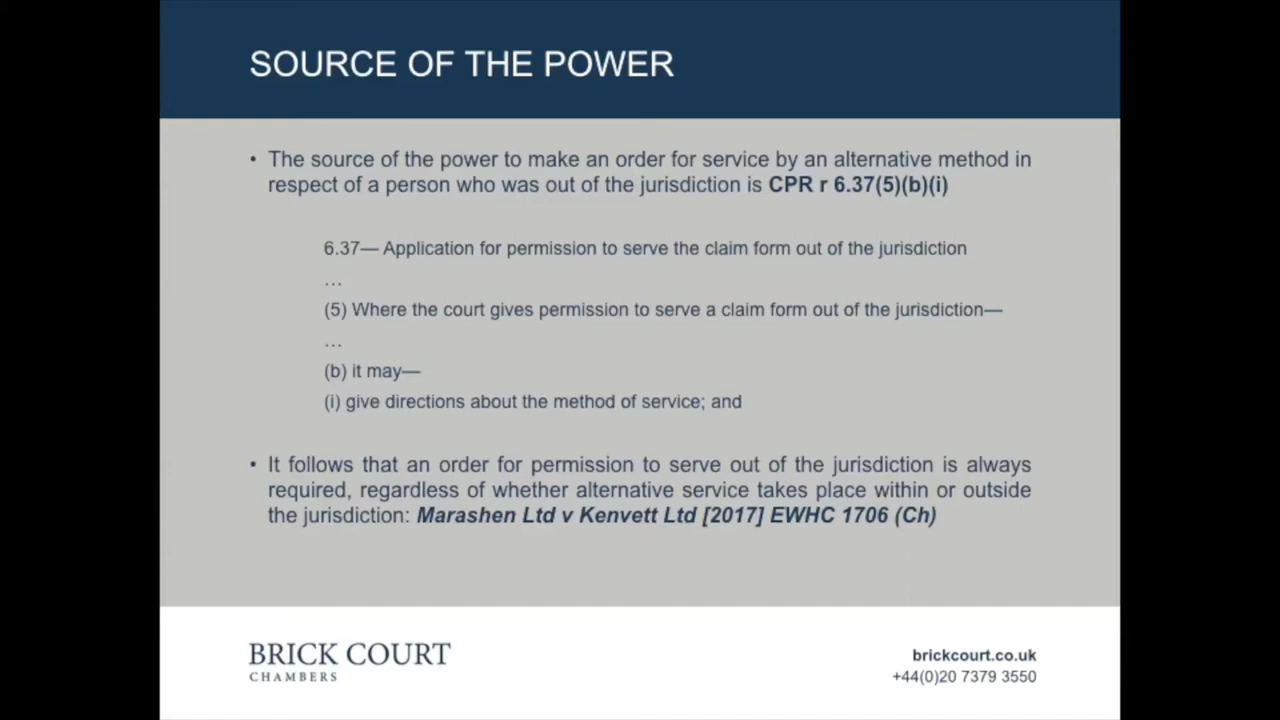 SOURCE OF THE POWER
• The source of the power to make an order for service by an alternative method in
respect of a person who was out of the jurisdiction is CPR r 6.37(5)(b)(i)
6.37— Application for permission to serve the claim form out of the jurisdiction
…
(5) Where the court gives permission to serve a claim form out of the jurisdiction—
…
(b) it may—
(i) give directions about the method of service; and
• It follows that an order for permission to serve out of the jurisdiction is always
required, regardless of whether alternative service takes place within or outside
the jurisdiction: Marashen Ltd v Kenvett Ltd [2017] EWHC 1706 (Ch)
BRICK COURT
CHAMBERS
brickcourt.co.uk
+44(0)20 7379 3550